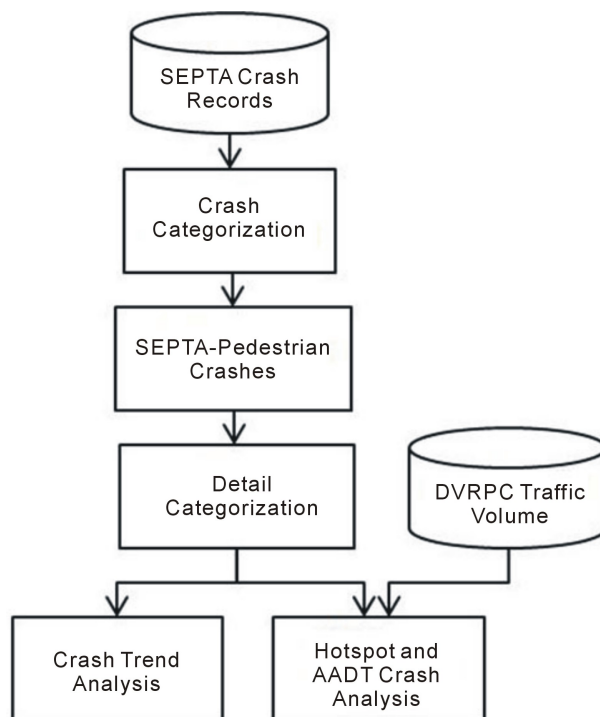 SEPTA Crash
Records
Crash
Categorization
SEPTA-Pedestrian
Crashes
Detail
Categorization
DVRPC Traffic
Volume
Crash Trend
Analysis
Hotspot and
AADT Crash
Analysis